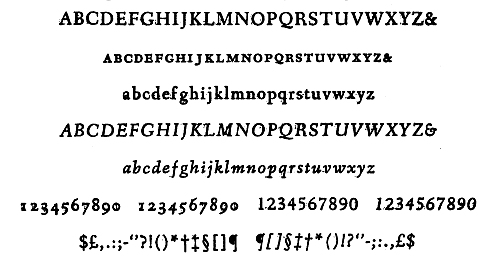 ABCDEFGHIJKLMNOPQRSTUVWXYZ&
ABCDEFGHIJKLMNOPQRSTUVWXYZ&
abcdefghijklmnopqrstuvwxyz
ABCDEFGHIJKLMNOPQRSTUVWXYZ&
abcdefghijklmnopqrstuvwxyz
1234567890 1234567890 1234567890 1234567890
$£,.:;-‘’?!()*†‡§[]¶ ¶[]§‡†*()!?‘’-;:.,£$